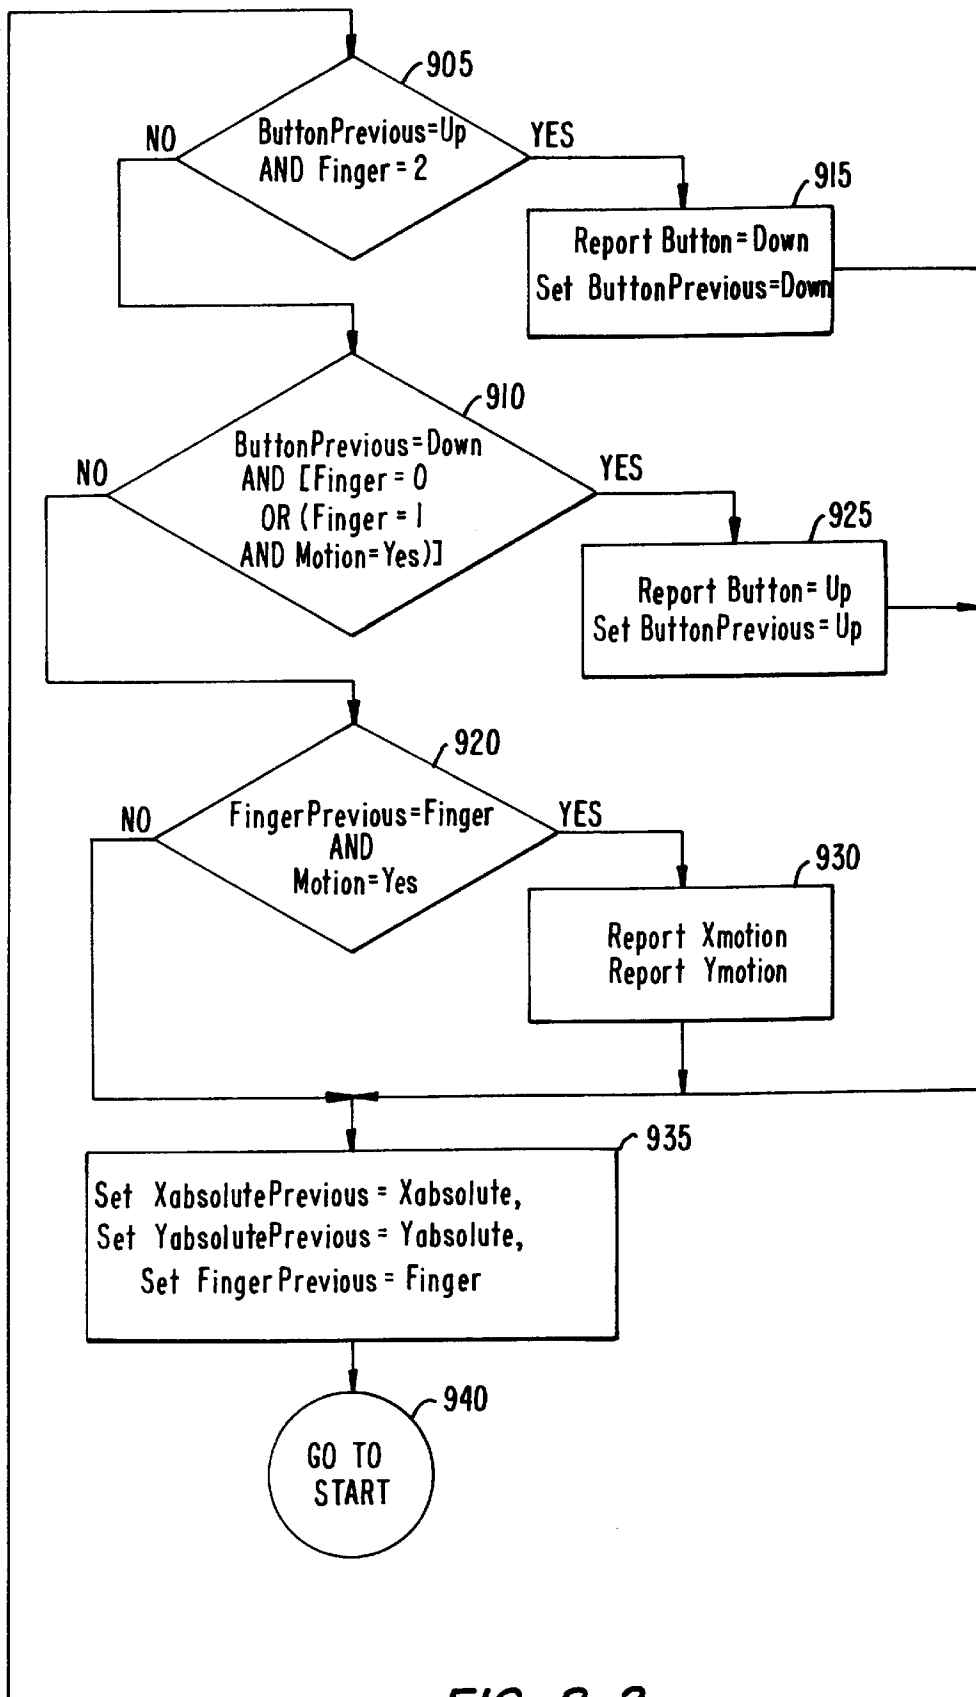 905
ButtonPrevious=Up
AND Finger=2
NO
YES
915
Report Button=Down
Set ButtonPrevious=Down
910
ButtonPrevious=Down
AND [Finger=0
OR (Finger=1
AND Motion=Yes)]
NO
YES
925
Report Button=Up
Set ButtonPrevious=Up
920
FingerPrevious=Finger
AND
Motion=Yes
NO
YES
930
Report Xmotion
Report Ymotion
935
Set XabsolutePrevious = Xabsolute,
Set YabsolutePrevious = Yabsolute,
Set FingerPrevious = Finger
940
GO TO
START